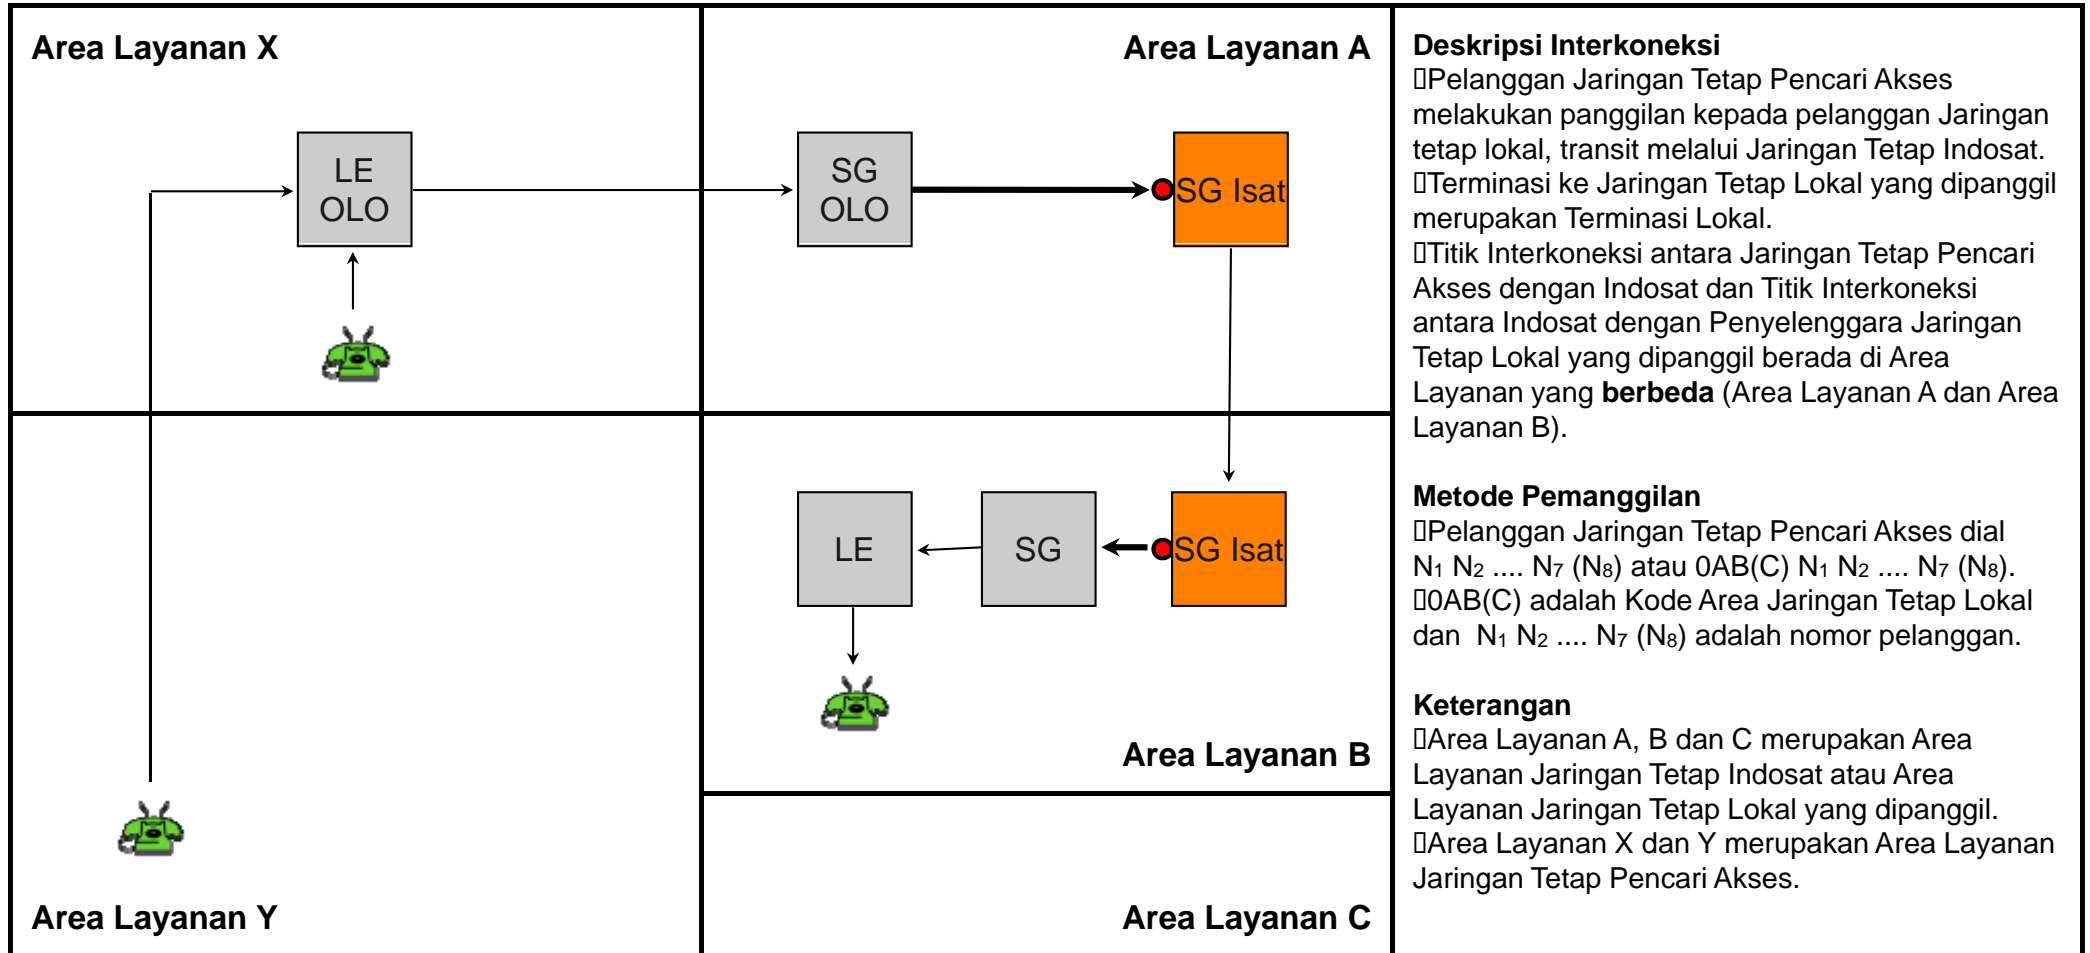 Area Layanan X
Area Layanan A
LE
OLO
SG
OLO
SG Isat
LE
SG
SG Isat
Area Layanan B
Area Layanan Y
Area Layanan C
Deskripsi Interkoneksi
Pelanggan Jaringan Tetap Pencari Akses
melakukan panggilan kepada pelanggan Jaringan
tetap lokal, transit melalui Jaringan Tetap Indosat.
Terminasi ke Jaringan Tetap Lokal yang dipanggil
merupakan Terminasi Lokal.
Titik Interkoneksi antara Jaringan Tetap Pencari
Akses dengan Indosat dan Titik Interkoneksi
antara Indosat dengan Penyelenggara Jaringan
Tetap Lokal yang dipanggil berada di Area
Layanan yang berbeda (Area Layanan A dan Area
Layanan B).
Metode Pemanggilan
Pelanggan Jaringan Tetap Pencari Akses dial
N₁ N₂ .... N₇ (N₈) atau 0AB(C) N₁ N₂ .... N₇ (N₈).
0AB(C) adalah Kode Area Jaringan Tetap Lokal
dan N₁ N₂ .... N₇ (N₈) adalah nomor pelanggan.
Keterangan
Area Layanan A, B dan C merupakan Area
Layanan Jaringan Tetap Indosat atau Area
Layanan Jaringan Tetap Lokal yang dipanggil.
Area Layanan X dan Y merupakan Area Layanan
Jaringan Tetap Pencari Akses.